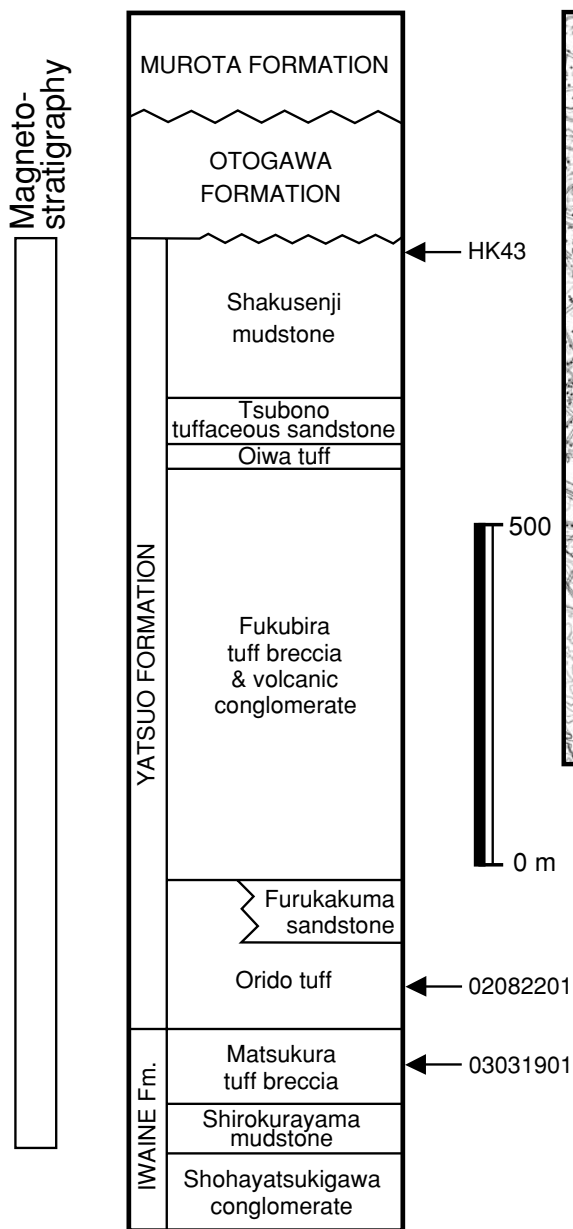 Magneto-
stratigraphy
MUROTA FORMATION
OTOGAWA
FORMATION
HK43
Shakusenji
mudstone
Tsubono
tuffaceous sandstone
Oiwa tuff
YATSUO FORMATION
Fukubira
tuff breccia
& volcanic
conglomerate
500
0 m
Furukakuma
sandstone
Orido tuff
02082201
IWAINE Fm.
Matsukura
tuff breccia
03031901
Shirokurayama
mudstone
Shohayatsukigawa
conglomerate